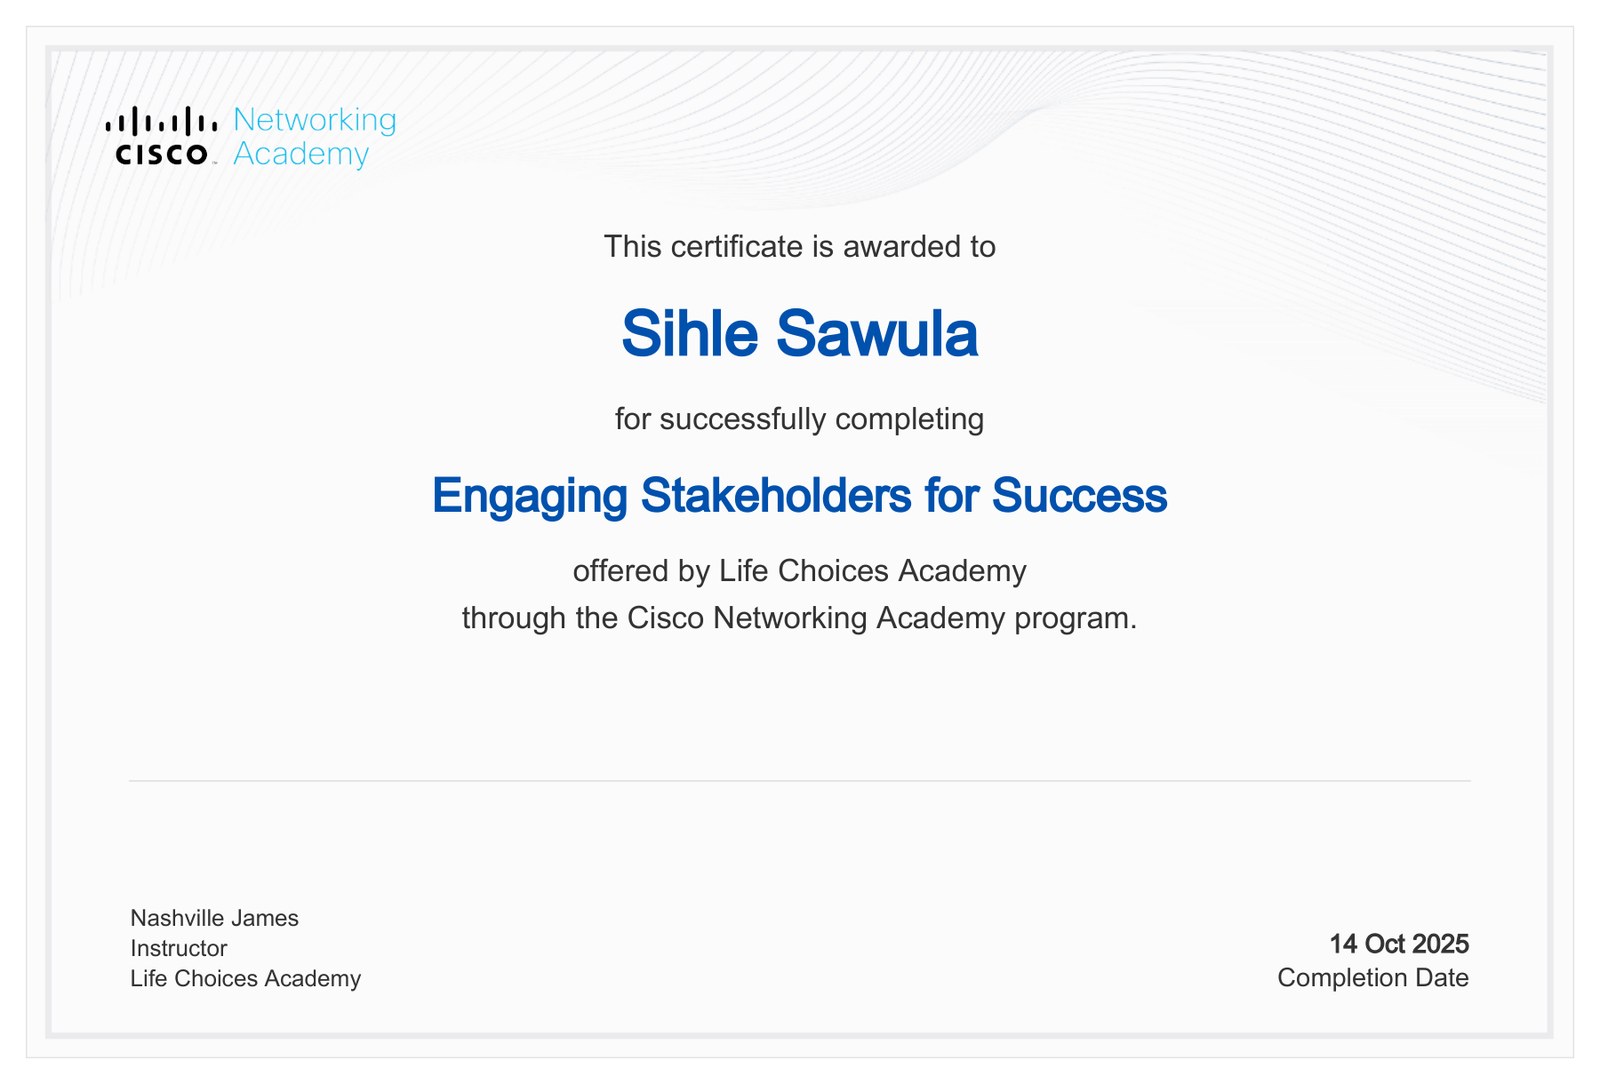 Networking
CISCO Academy
This certificate is awarded to
Sihle Sawula
for successfully completing
Engaging Stakeholders for Success
offered by Life Choices Academy
through the Cisco Networking Academy program.
Nashville James
Instructor
Life Choices Academy
14 Oct 2025
Completion Date